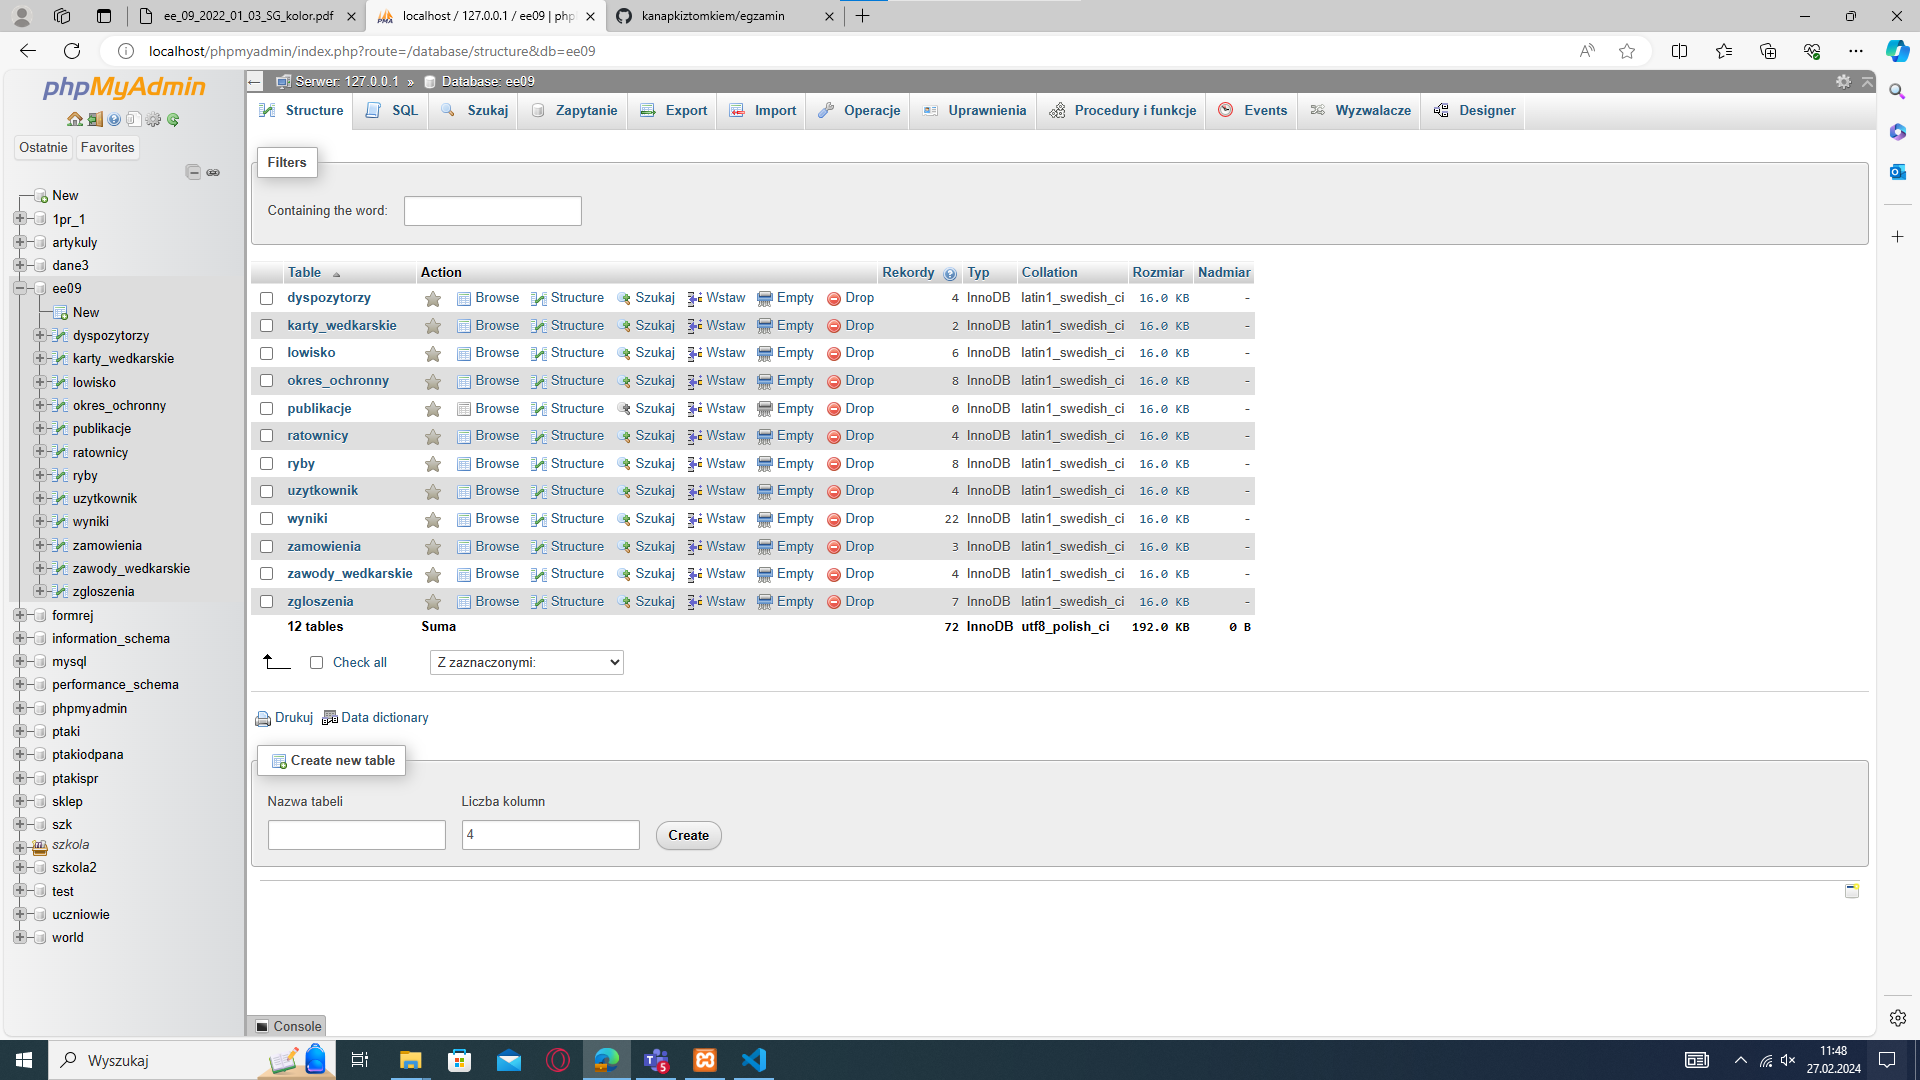 ee_09_2022_01_03_SG_kolor.pdf
localhost / 127.0.0.1 / ee09 | php
kanapkiztomkiem/egzamin
localhost/phpmyadmin/index.php?route=/database/structure&db=ee09
phpMyAdmin
Ostatnie Favorites
New
1pr_1
artykuly
dane3
ee09
New
dyspozytorzy
karty_wedkarskie
lowisko
okres_ochronny
publikacje
ratownicy
ryby
uzytkownik
wyniki
zamowienia
zawody_wedkarskie
zgloszenia
formrej
information_schema
mysql
performance_schema
phpmyadmin
ptaki
ptakiodpana
ptakispr
sklep
szk
szkola
szkola2
test
uczniowie
world
Serwer: 127.0.0.1 » Database: ee09
Structure SQL Szukaj Zapytanie Export Import Operacje Uprawnienia Procedury i funkcje Events Wyzwalacze Designer
Filters
Containing the word:
Table Action Rekordy Typ Collation Rozmiar Nadmiar
dyspozytorzy Browse Structure Szukaj Wstaw Empty Drop 4 InnoDB latin1_swedish_ci 16.0 KB -
karty_wedkarskie Browse Structure Szukaj Wstaw Empty Drop 2 InnoDB latin1_swedish_ci 16.0 KB -
lowisko Browse Structure Szukaj Wstaw Empty Drop 6 InnoDB latin1_swedish_ci 16.0 KB -
okres_ochronny Browse Structure Szukaj Wstaw Empty Drop 8 InnoDB latin1_swedish_ci 16.0 KB -
publikacje Browse Structure Szukaj Wstaw Empty Drop 0 InnoDB latin1_swedish_ci 16.0 KB -
ratownicy Browse Structure Szukaj Wstaw Empty Drop 4 InnoDB latin1_swedish_ci 16.0 KB -
ryby Browse Structure Szukaj Wstaw Empty Drop 8 InnoDB latin1_swedish_ci 16.0 KB -
uzytkownik Browse Structure Szukaj Wstaw Empty Drop 4 InnoDB latin1_swedish_ci 16.0 KB -
wyniki Browse Structure Szukaj Wstaw Empty Drop 22 InnoDB latin1_swedish_ci 16.0 KB -
zamowienia Browse Structure Szukaj Wstaw Empty Drop 3 InnoDB latin1_swedish_ci 16.0 KB -
zawody_wedkarskie Browse Structure Szukaj Wstaw Empty Drop 4 InnoDB latin1_swedish_ci 16.0 KB -
zgloszenia Browse Structure Szukaj Wstaw Empty Drop 7 InnoDB latin1_swedish_ci 16.0 KB -
12 tables Suma 72 InnoDB utf8_polish_ci 192.0 KB 0 B
Check all Z zaznaczonymi:
Drukuj Data dictionary
Create new table
Nazwa tabeli Liczba kolumn
4 Create
Console
Wyszukaj
5
11:48
27.02.2024